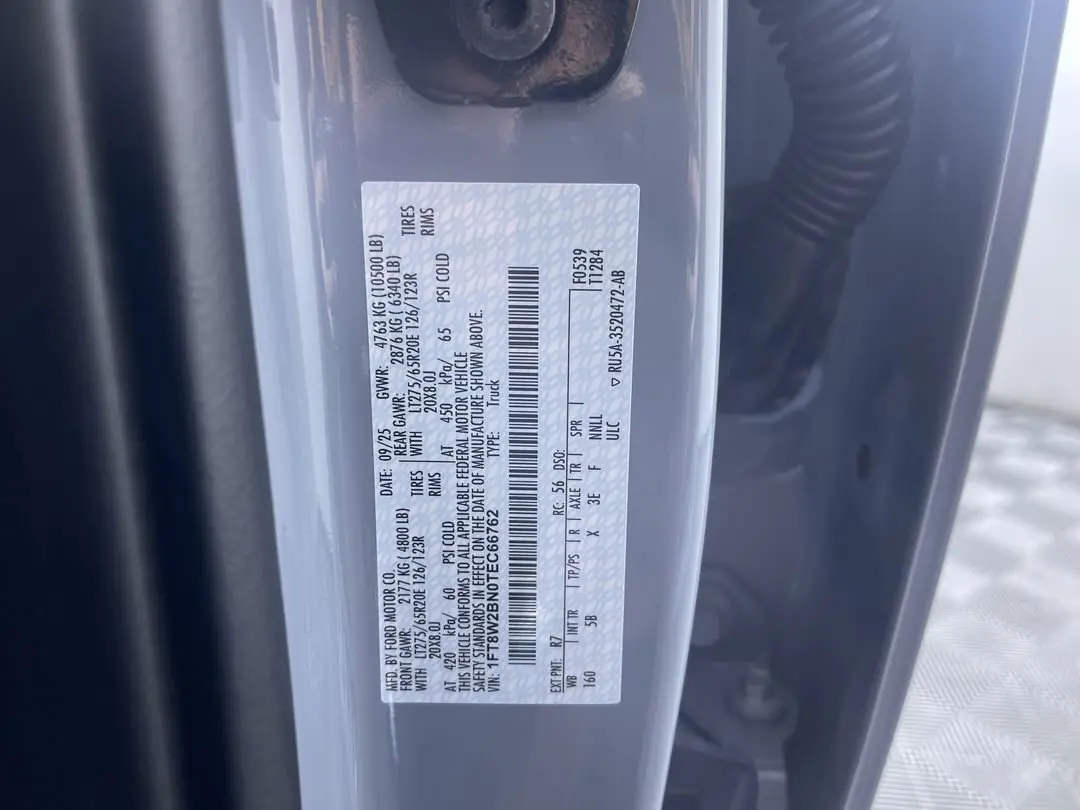 MFD. BY FORD MOTOR CO. DATE: 09/25 GVWR: 4763 KG (10500 LB)
FRONT GAWR: 2177 KG ( 4800 LB) REAR GAWR: 2876 KG ( 6340 LB)
WITH LT275/65R20E 126/123R TIRES WITH LT275/65R20E 126/123R TIRES
20X8.0J RIMS 20X8.0J RIMS
AT 420 kPa/ 60 PSI COLD AT 450 kPa/ 65 PSI COLD
THIS VEHICLE CONFORMS TO ALL APPLICABLE FEDERAL MOTOR VEHICLE
SAFETY STANDARDS IN EFFECT ON THE DATE OF MANUFACTURE SHOWN ABOVE.
VIN: 1FT8W2BN0TEC66762 TYPE: Truck
EXT PNT: R7 RC: 56 DSO: F0539
WB INT TR TP/PS R AXLE TR SPR T12B4
160 5B X 3E F NNLL
ULC ▽ RU5A-3520472-AB